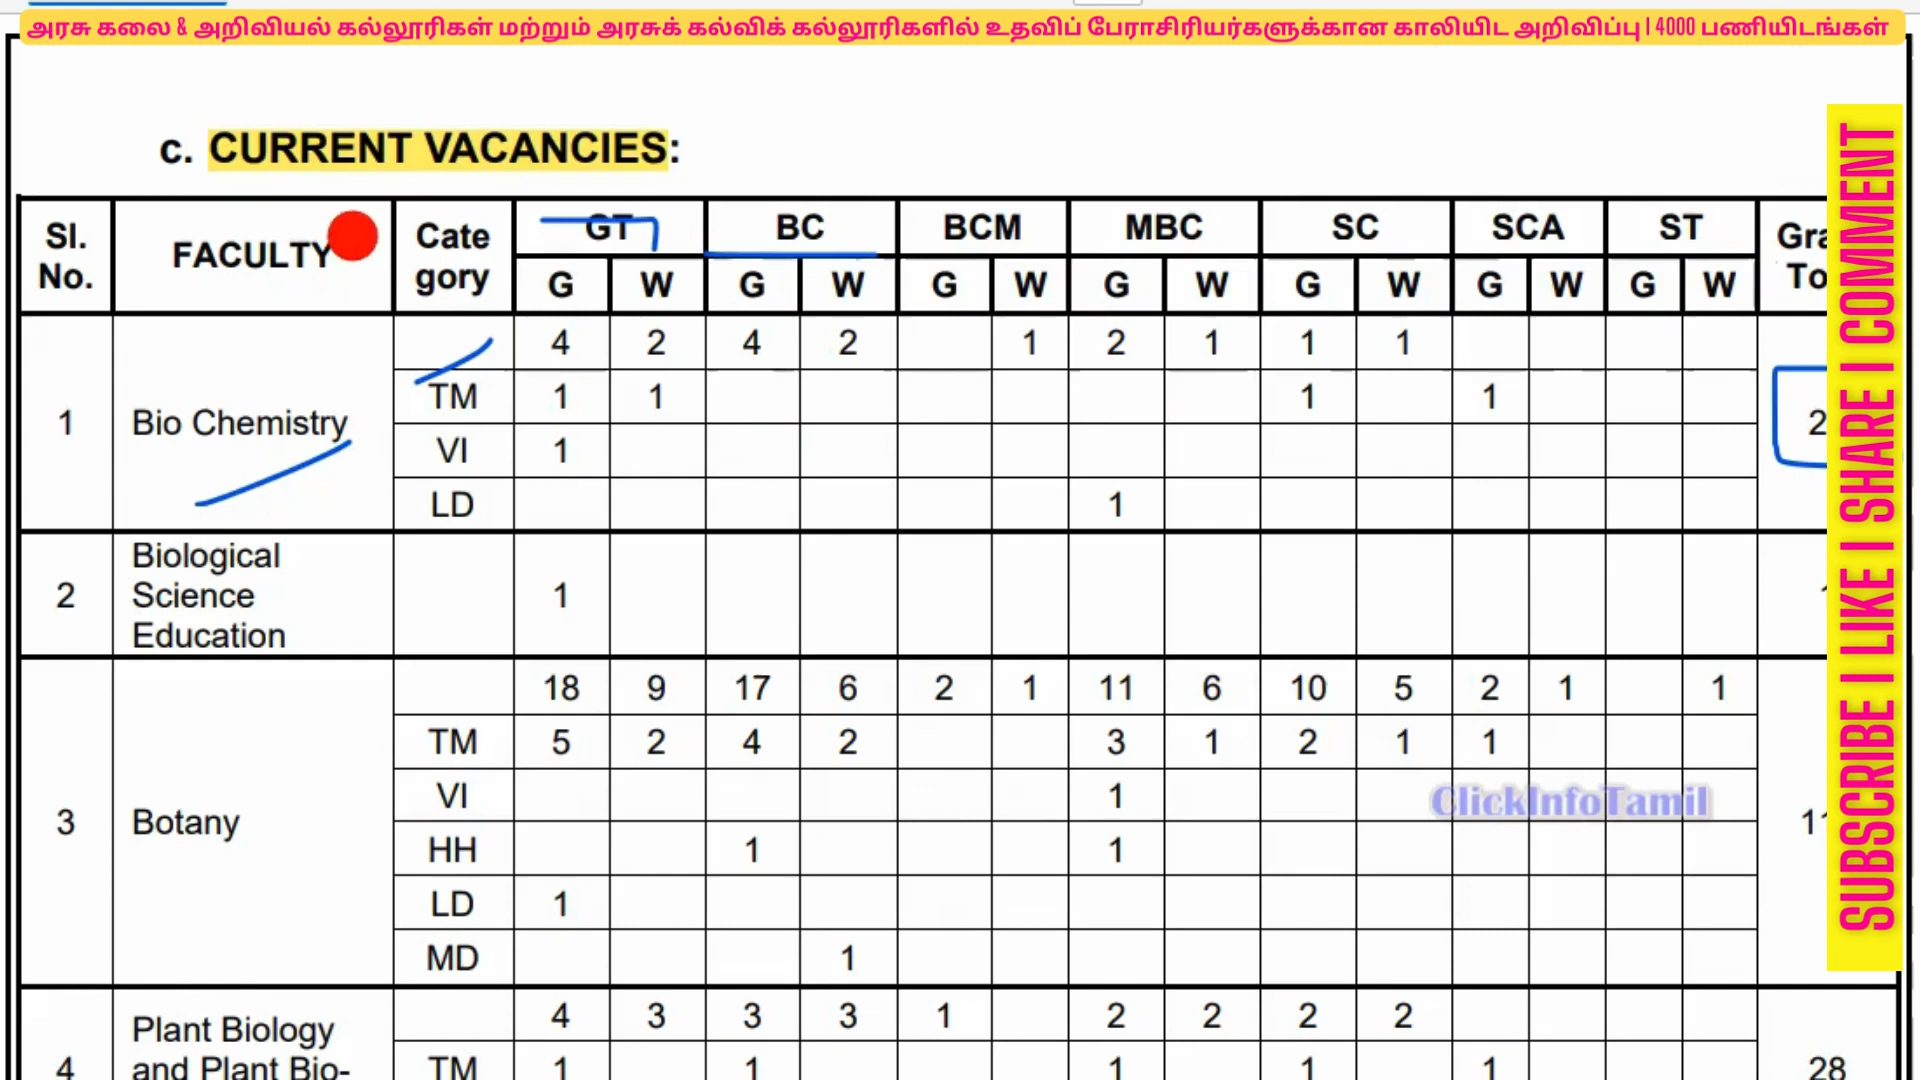 அரசு கலை & அறிவியல் கல்லூரிகள் மற்றும் அரசுக் கல்விக் கல்லூரிகளில் உதவிப் பேராசிரியர்களுக்கான காலியிட அறிவிப்பு | 4000 பணியிடங்கள்
c. CURRENT VACANCIES:
Sl. No. FACULTY Cate gory GT BC BCM MBC SC SCA ST
G W G W G W G W G W G W G W
1 Bio Chemistry
4 2 4 2 1 2 1 1 1
TM 1 1 1 1
VI 1
LD 1
2 Biological Science Education 1
3 Botany
18 9 17 6 2 1 11 6 10 5 2 1 1
TM 5 2 4 2 3 1 2 1 1
VI 1
HH 1 1
LD 1
MD 1
4 Plant Biology and Plant Bio- 28
4 3 3 3 1 2 2 2 2
TM 1 1 1 1 1
ClickInfoTamil
SUBSCRIBE I LIKE I SHARE I COMMENT